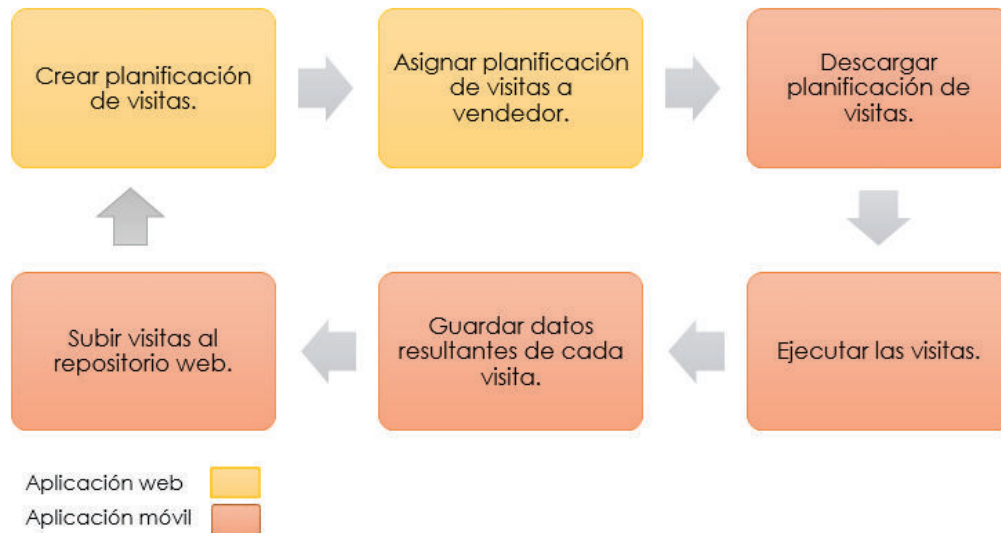 Crear planificación
de visitas.
Asignar planificación
de visitas a
vendedor.
Descargar
planificación de
visitas.
Subir visitas al
repositorio web.
Guardar datos
resultantes de cada
visita.
Ejecutar las visitas.
Aplicación web
Aplicación móvil